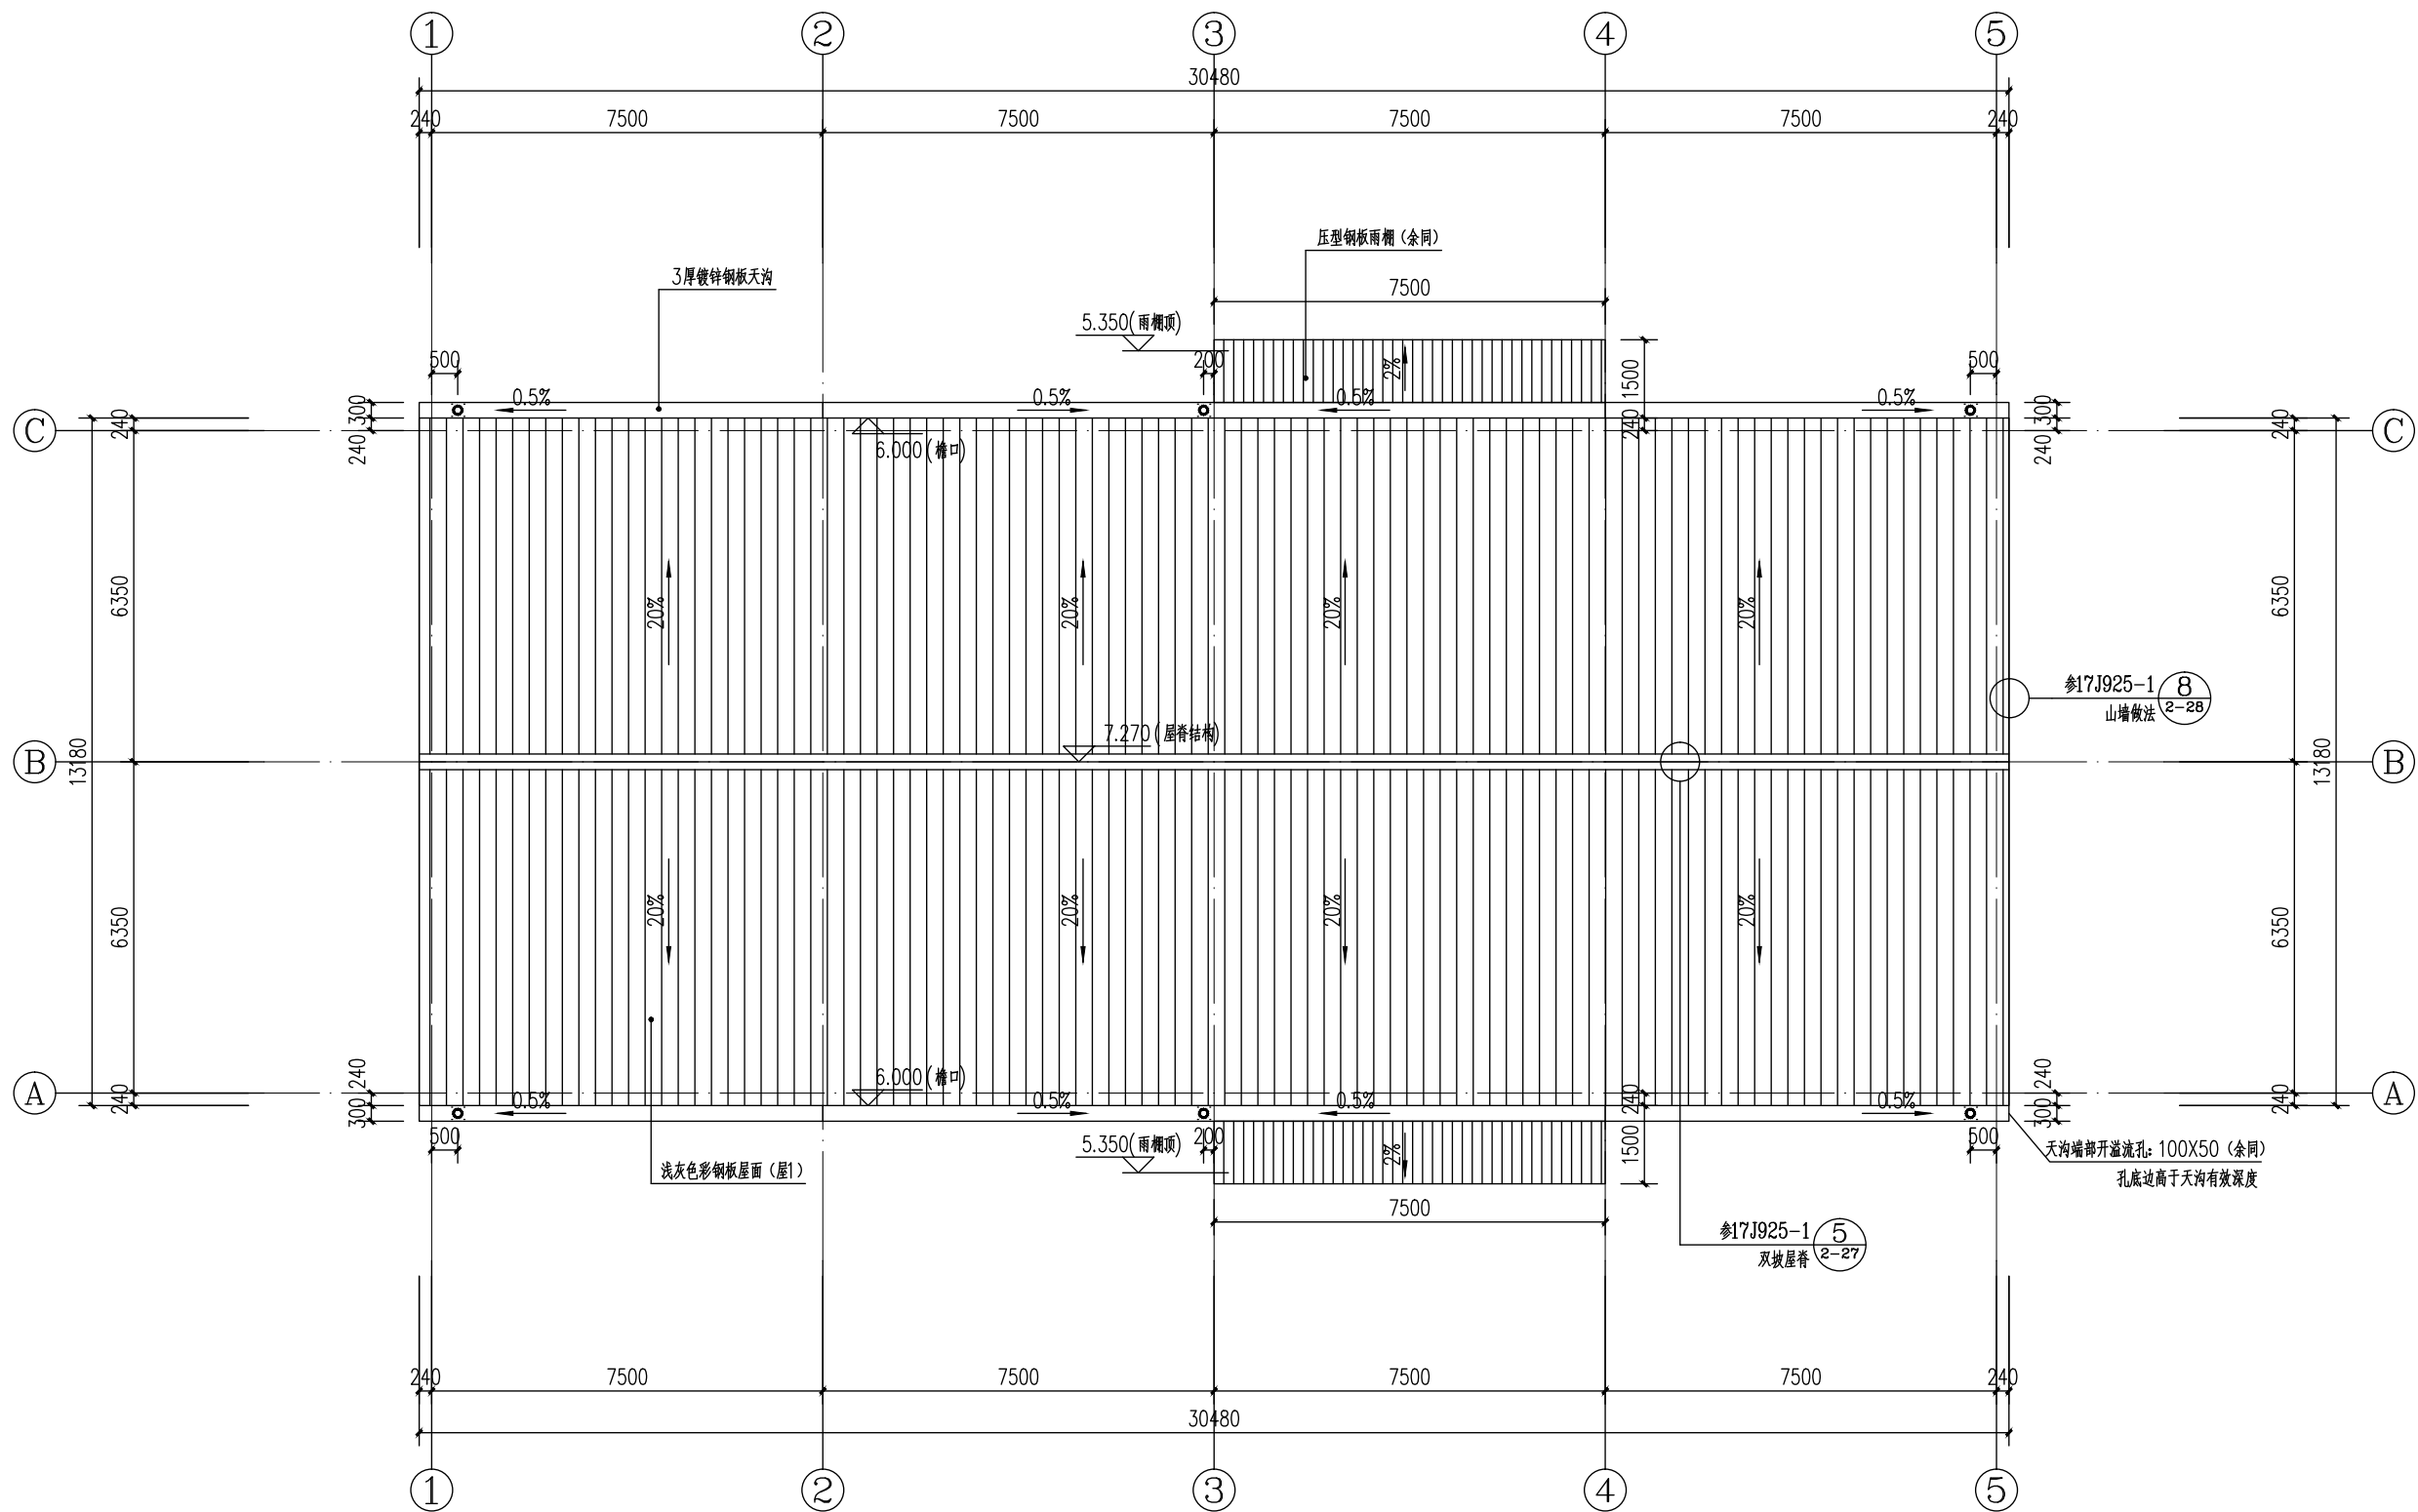 1 2 3 4 5
30480
240 7500 7500 7500 7500 240
压型钢板雨棚（余同）
3厚镀锌钢板天沟
7500
5.350(雨棚顶)
500 200 2% 1500 500
0.5% 0.5% 0.5% 0.5%
240 300 240 300 240
C C
240 240 240
6.000(檐口)
6350 6350
20% 20% 20% 20%
参17J925-1 8
2-28
山墙做法
7.270(屋脊结构)
B B
13180 13180
20% 20% 20% 20%
6350 6350
6.000(檐口)
240 240 240
A A
240 300 240 300 240
0.5% 0.5% 0.5% 0.5%
500 200 2% 1500 500
5.350(雨棚顶)
天沟端部开溢流孔：100X50（余同）
孔底边高于天沟有效深度
浅灰色彩钢板屋面（屋1）
7500
参17J925-1 5
2-27
双坡屋脊
240 7500 7500 7500 7500 240
30480
1 2 3 4 5